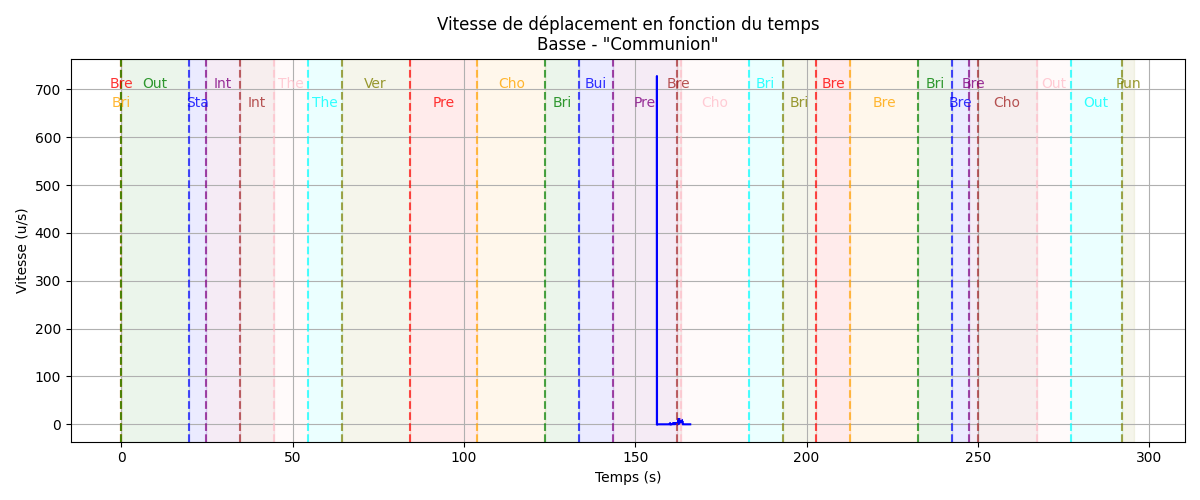 Vitesse de déplacement en fonction du temps
Basse - "Communion"
Bre Out Int The Ver Cho Bui Bre Bri Bre Bri Bre Out Pun
Bri Sta Int The Pre Bri Pre Cho Bri Bre Bre Cho Out
Vitesse (u/s)
700
600
500
400
300
200
100
0
0 50 100 150 200 250 300
Temps (s)